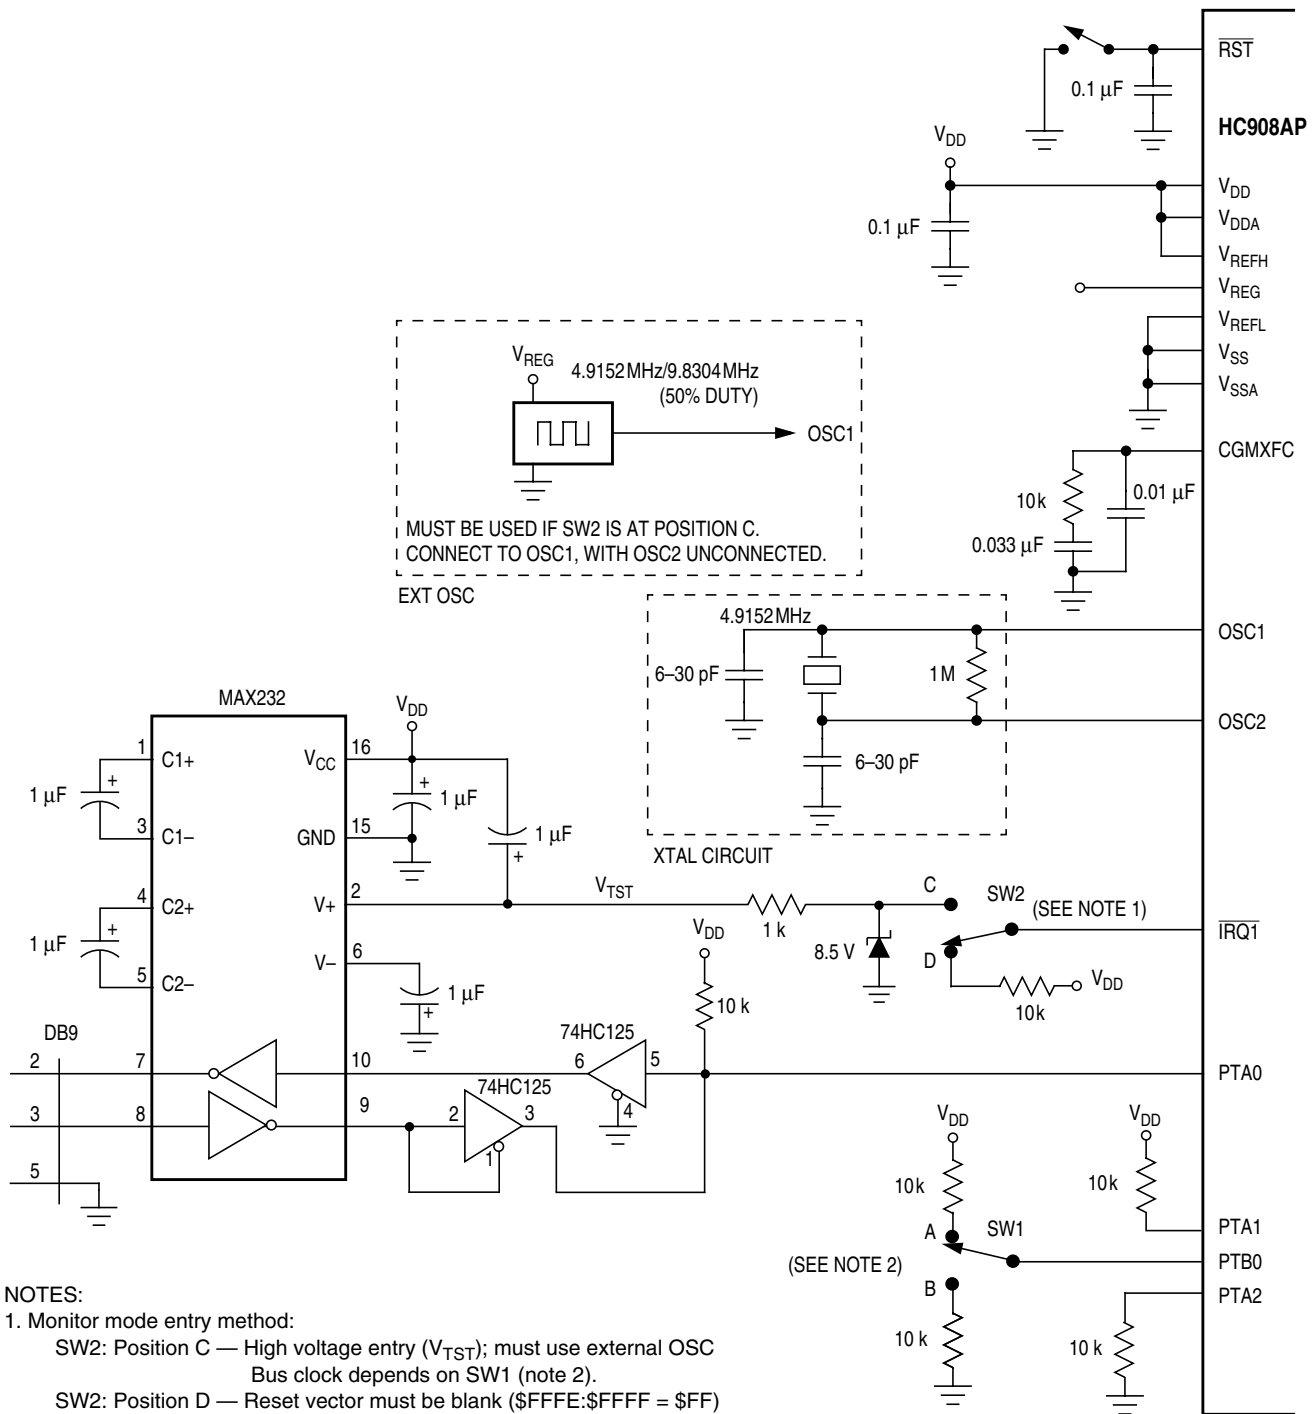 RST
0.1 µF
HC908AP
VDD
VDD
0.1 µF
VDDA
VREFH
VREG
VREFL
VSS
VSSA
VREG
4.9152MHz/9.8304MHz
(50% DUTY)
OSC1
MUST BE USED IF SW2 IS AT POSITION C.
CONNECT TO OSC1, WITH OSC2 UNCONNECTED.
EXT OSC
CGMXFC
10k
0.01 µF
0.033 µF
4.9152MHz
OSC1
6–30 pF
1M
OSC2
6–30 pF
XTAL CIRCUIT
MAX232
VDD
1
C1+
VCC
16
1 µF
+
+
1 µF
3
C1–
GND
15
1 µF
+
4
C2+
V+
2
VTST
1 k
C
SW2
(SEE NOTE 1)
IRQ1
1 µF
+
V–
6
VDD
8.5 V
D
5
C2–
1 µF
+
10 k
VDD
10k
DB9
74HC125
2
7
10
6
5
4
PTA0
74HC125
3
8
9
2
3
1
5
VDD
VDD
10k
10k
A
SW1
PTA1
(SEE NOTE 2)
PTB0
B
PTA2
10 k
10 k
NOTES:
1. Monitor mode entry method:
SW2: Position C — High voltage entry (VTST); must use external OSC
Bus clock depends on SW1 (note 2).
SW2: Position D — Reset vector must be blank ($FFFE:$FFFF = $FF)